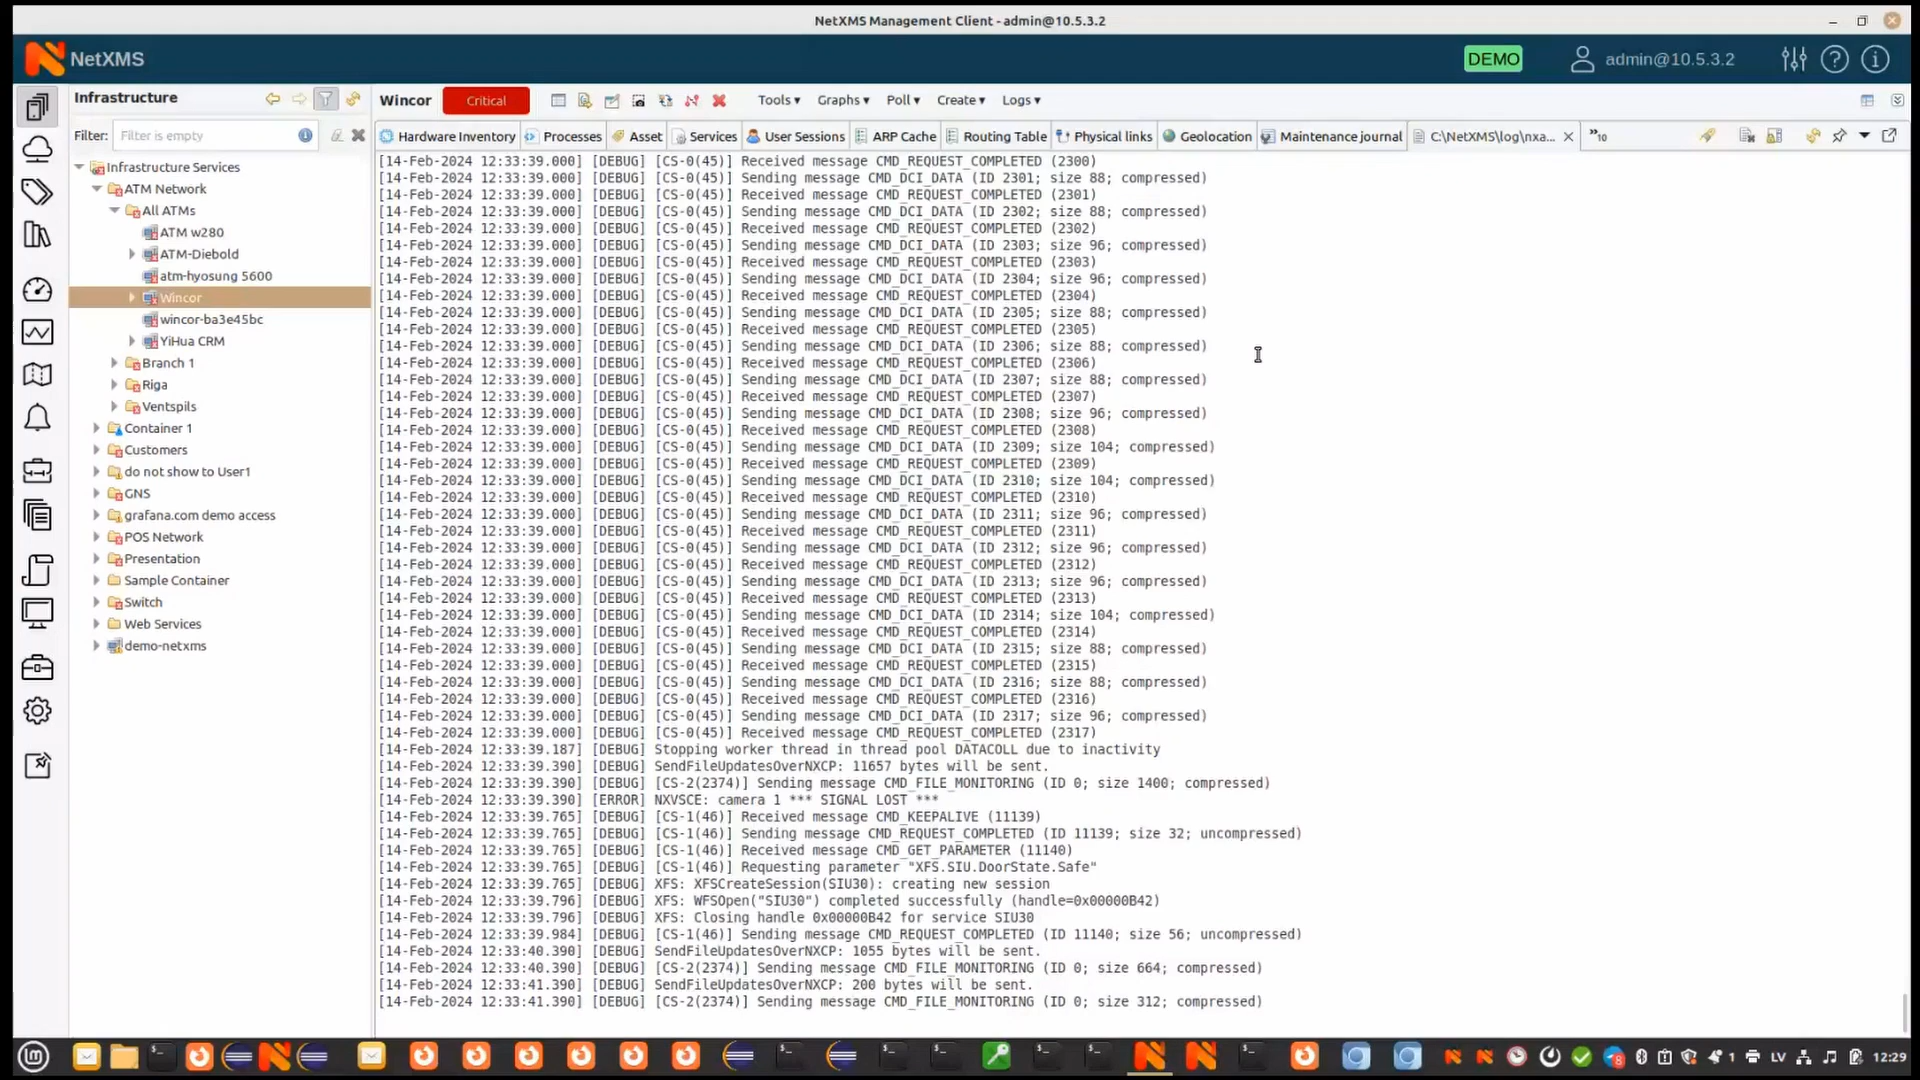 NetXMS Management Client - admin@10.5.3.2
NetXMS
DEMO
admin@10.5.3.2
Infrastructure
Filter:
Filter is empty
Infrastructure Services
ATM Network
All ATMs
ATM w280
ATM-Diebold
atm-hyosung 5600
Wincor
wincor-ba3e45bc
YiHua CRM
Branch 1
Riga
Ventspils
Container 1
Customers
do not show to User1
GNS
grafana.com demo access
POS Network
Presentation
Sample Container
Switch
Web Services
demo-netxms
Wincor
Critical
Tools
Graphs
Poll
Create
Logs
Hardware Inventory
Processes
Asset
Services
User Sessions
ARP Cache
Routing Table
Physical links
Geolocation
Maintenance journal
C:\NetXMS\log\nxa...
»10
[14-Feb-2024 12:33:39.000] [DEBUG] [CS-0(45)] Received message CMD_REQUEST_COMPLETED (2300)
[14-Feb-2024 12:33:39.000] [DEBUG] [CS-0(45)] Sending message CMD_DCI_DATA (ID 2301; size 88; compressed)
[14-Feb-2024 12:33:39.000] [DEBUG] [CS-0(45)] Received message CMD_REQUEST_COMPLETED (2301)
[14-Feb-2024 12:33:39.000] [DEBUG] [CS-0(45)] Sending message CMD_DCI_DATA (ID 2302; size 88; compressed)
[14-Feb-2024 12:33:39.000] [DEBUG] [CS-0(45)] Received message CMD_REQUEST_COMPLETED (2302)
[14-Feb-2024 12:33:39.000] [DEBUG] [CS-0(45)] Sending message CMD_DCI_DATA (ID 2303; size 96; compressed)
[14-Feb-2024 12:33:39.000] [DEBUG] [CS-0(45)] Received message CMD_REQUEST_COMPLETED (2303)
[14-Feb-2024 12:33:39.000] [DEBUG] [CS-0(45)] Sending message CMD_DCI_DATA (ID 2304; size 96; compressed)
[14-Feb-2024 12:33:39.000] [DEBUG] [CS-0(45)] Received message CMD_REQUEST_COMPLETED (2304)
[14-Feb-2024 12:33:39.000] [DEBUG] [CS-0(45)] Sending message CMD_DCI_DATA (ID 2305; size 88; compressed)
[14-Feb-2024 12:33:39.000] [DEBUG] [CS-0(45)] Received message CMD_REQUEST_COMPLETED (2305)
[14-Feb-2024 12:33:39.000] [DEBUG] [CS-0(45)] Sending message CMD_DCI_DATA (ID 2306; size 88; compressed)
[14-Feb-2024 12:33:39.000] [DEBUG] [CS-0(45)] Received message CMD_REQUEST_COMPLETED (2306)
[14-Feb-2024 12:33:39.000] [DEBUG] [CS-0(45)] Sending message CMD_DCI_DATA (ID 2307; size 88; compressed)
[14-Feb-2024 12:33:39.000] [DEBUG] [CS-0(45)] Received message CMD_REQUEST_COMPLETED (2307)
[14-Feb-2024 12:33:39.000] [DEBUG] [CS-0(45)] Sending message CMD_DCI_DATA (ID 2308; size 96; compressed)
[14-Feb-2024 12:33:39.000] [DEBUG] [CS-0(45)] Received message CMD_REQUEST_COMPLETED (2308)
[14-Feb-2024 12:33:39.000] [DEBUG] [CS-0(45)] Sending message CMD_DCI_DATA (ID 2309; size 104; compressed)
[14-Feb-2024 12:33:39.000] [DEBUG] [CS-0(45)] Received message CMD_REQUEST_COMPLETED (2309)
[14-Feb-2024 12:33:39.000] [DEBUG] [CS-0(45)] Sending message CMD_DCI_DATA (ID 2310; size 104; compressed)
[14-Feb-2024 12:33:39.000] [DEBUG] [CS-0(45)] Received message CMD_REQUEST_COMPLETED (2310)
[14-Feb-2024 12:33:39.000] [DEBUG] [CS-0(45)] Sending message CMD_DCI_DATA (ID 2311; size 96; compressed)
[14-Feb-2024 12:33:39.000] [DEBUG] [CS-0(45)] Received message CMD_REQUEST_COMPLETED (2311)
[14-Feb-2024 12:33:39.000] [DEBUG] [CS-0(45)] Sending message CMD_DCI_DATA (ID 2312; size 96; compressed)
[14-Feb-2024 12:33:39.000] [DEBUG] [CS-0(45)] Received message CMD_REQUEST_COMPLETED (2312)
[14-Feb-2024 12:33:39.000] [DEBUG] [CS-0(45)] Sending message CMD_DCI_DATA (ID 2313; size 96; compressed)
[14-Feb-2024 12:33:39.000] [DEBUG] [CS-0(45)] Received message CMD_REQUEST_COMPLETED (2313)
[14-Feb-2024 12:33:39.000] [DEBUG] [CS-0(45)] Sending message CMD_DCI_DATA (ID 2314; size 104; compressed)
[14-Feb-2024 12:33:39.000] [DEBUG] [CS-0(45)] Received message CMD_REQUEST_COMPLETED (2314)
[14-Feb-2024 12:33:39.000] [DEBUG] [CS-0(45)] Sending message CMD_DCI_DATA (ID 2315; size 88; compressed)
[14-Feb-2024 12:33:39.000] [DEBUG] [CS-0(45)] Received message CMD_REQUEST_COMPLETED (2315)
[14-Feb-2024 12:33:39.000] [DEBUG] [CS-0(45)] Sending message CMD_DCI_DATA (ID 2316; size 88; compressed)
[14-Feb-2024 12:33:39.000] [DEBUG] [CS-0(45)] Received message CMD_REQUEST_COMPLETED (2316)
[14-Feb-2024 12:33:39.000] [DEBUG] [CS-0(45)] Sending message CMD_DCI_DATA (ID 2317; size 96; compressed)
[14-Feb-2024 12:33:39.000] [DEBUG] [CS-0(45)] Received message CMD_REQUEST_COMPLETED (2317)
[14-Feb-2024 12:33:39.187] [DEBUG] Stopping worker thread in thread pool DATACOLL due to inactivity
[14-Feb-2024 12:33:39.390] [DEBUG] SendFileUpdatesOverNXCP: 11657 bytes will be sent.
[14-Feb-2024 12:33:39.390] [DEBUG] [CS-2(2374)] Sending message CMD_FILE_MONITORING (ID 0; size 1400; compressed)
[14-Feb-2024 12:33:39.390] [ERROR] NXVSCE: camera 1 *** SIGNAL LOST ***
[14-Feb-2024 12:33:39.765] [DEBUG] [CS-1(46)] Received message CMD_KEEPALIVE (11139)
[14-Feb-2024 12:33:39.765] [DEBUG] [CS-1(46)] Sending message CMD_REQUEST_COMPLETED (ID 11139; size 32; uncompressed)
[14-Feb-2024 12:33:39.765] [DEBUG] [CS-1(46)] Received message CMD_GET_PARAMETER (11140)
[14-Feb-2024 12:33:39.765] [DEBUG] [CS-1(46)] Requesting parameter "XFS.SIU.DoorState.Safe"
[14-Feb-2024 12:33:39.765] [DEBUG] XFS: XFSCreateSession(SIU30): creating new session
[14-Feb-2024 12:33:39.796] [DEBUG] XFS: WFSOpen("SIU30") completed successfully (handle=0x00000B42)
[14-Feb-2024 12:33:39.796] [DEBUG] XFS: Closing handle 0x00000B42 for service SIU30
[14-Feb-2024 12:33:39.984] [DEBUG] [CS-1(46)] Sending message CMD_REQUEST_COMPLETED (ID 11140; size 56; uncompressed)
[14-Feb-2024 12:33:40.390] [DEBUG] SendFileUpdatesOverNXCP: 1055 bytes will be sent.
[14-Feb-2024 12:33:40.390] [DEBUG] [CS-2(2374)] Sending message CMD_FILE_MONITORING (ID 0; size 664; compressed)
[14-Feb-2024 12:33:41.390] [DEBUG] SendFileUpdatesOverNXCP: 200 bytes will be sent.
[14-Feb-2024 12:33:41.390] [DEBUG] [CS-2(2374)] Sending message CMD_FILE_MONITORING (ID 0; size 312; compressed)
8
1
LV
12:29